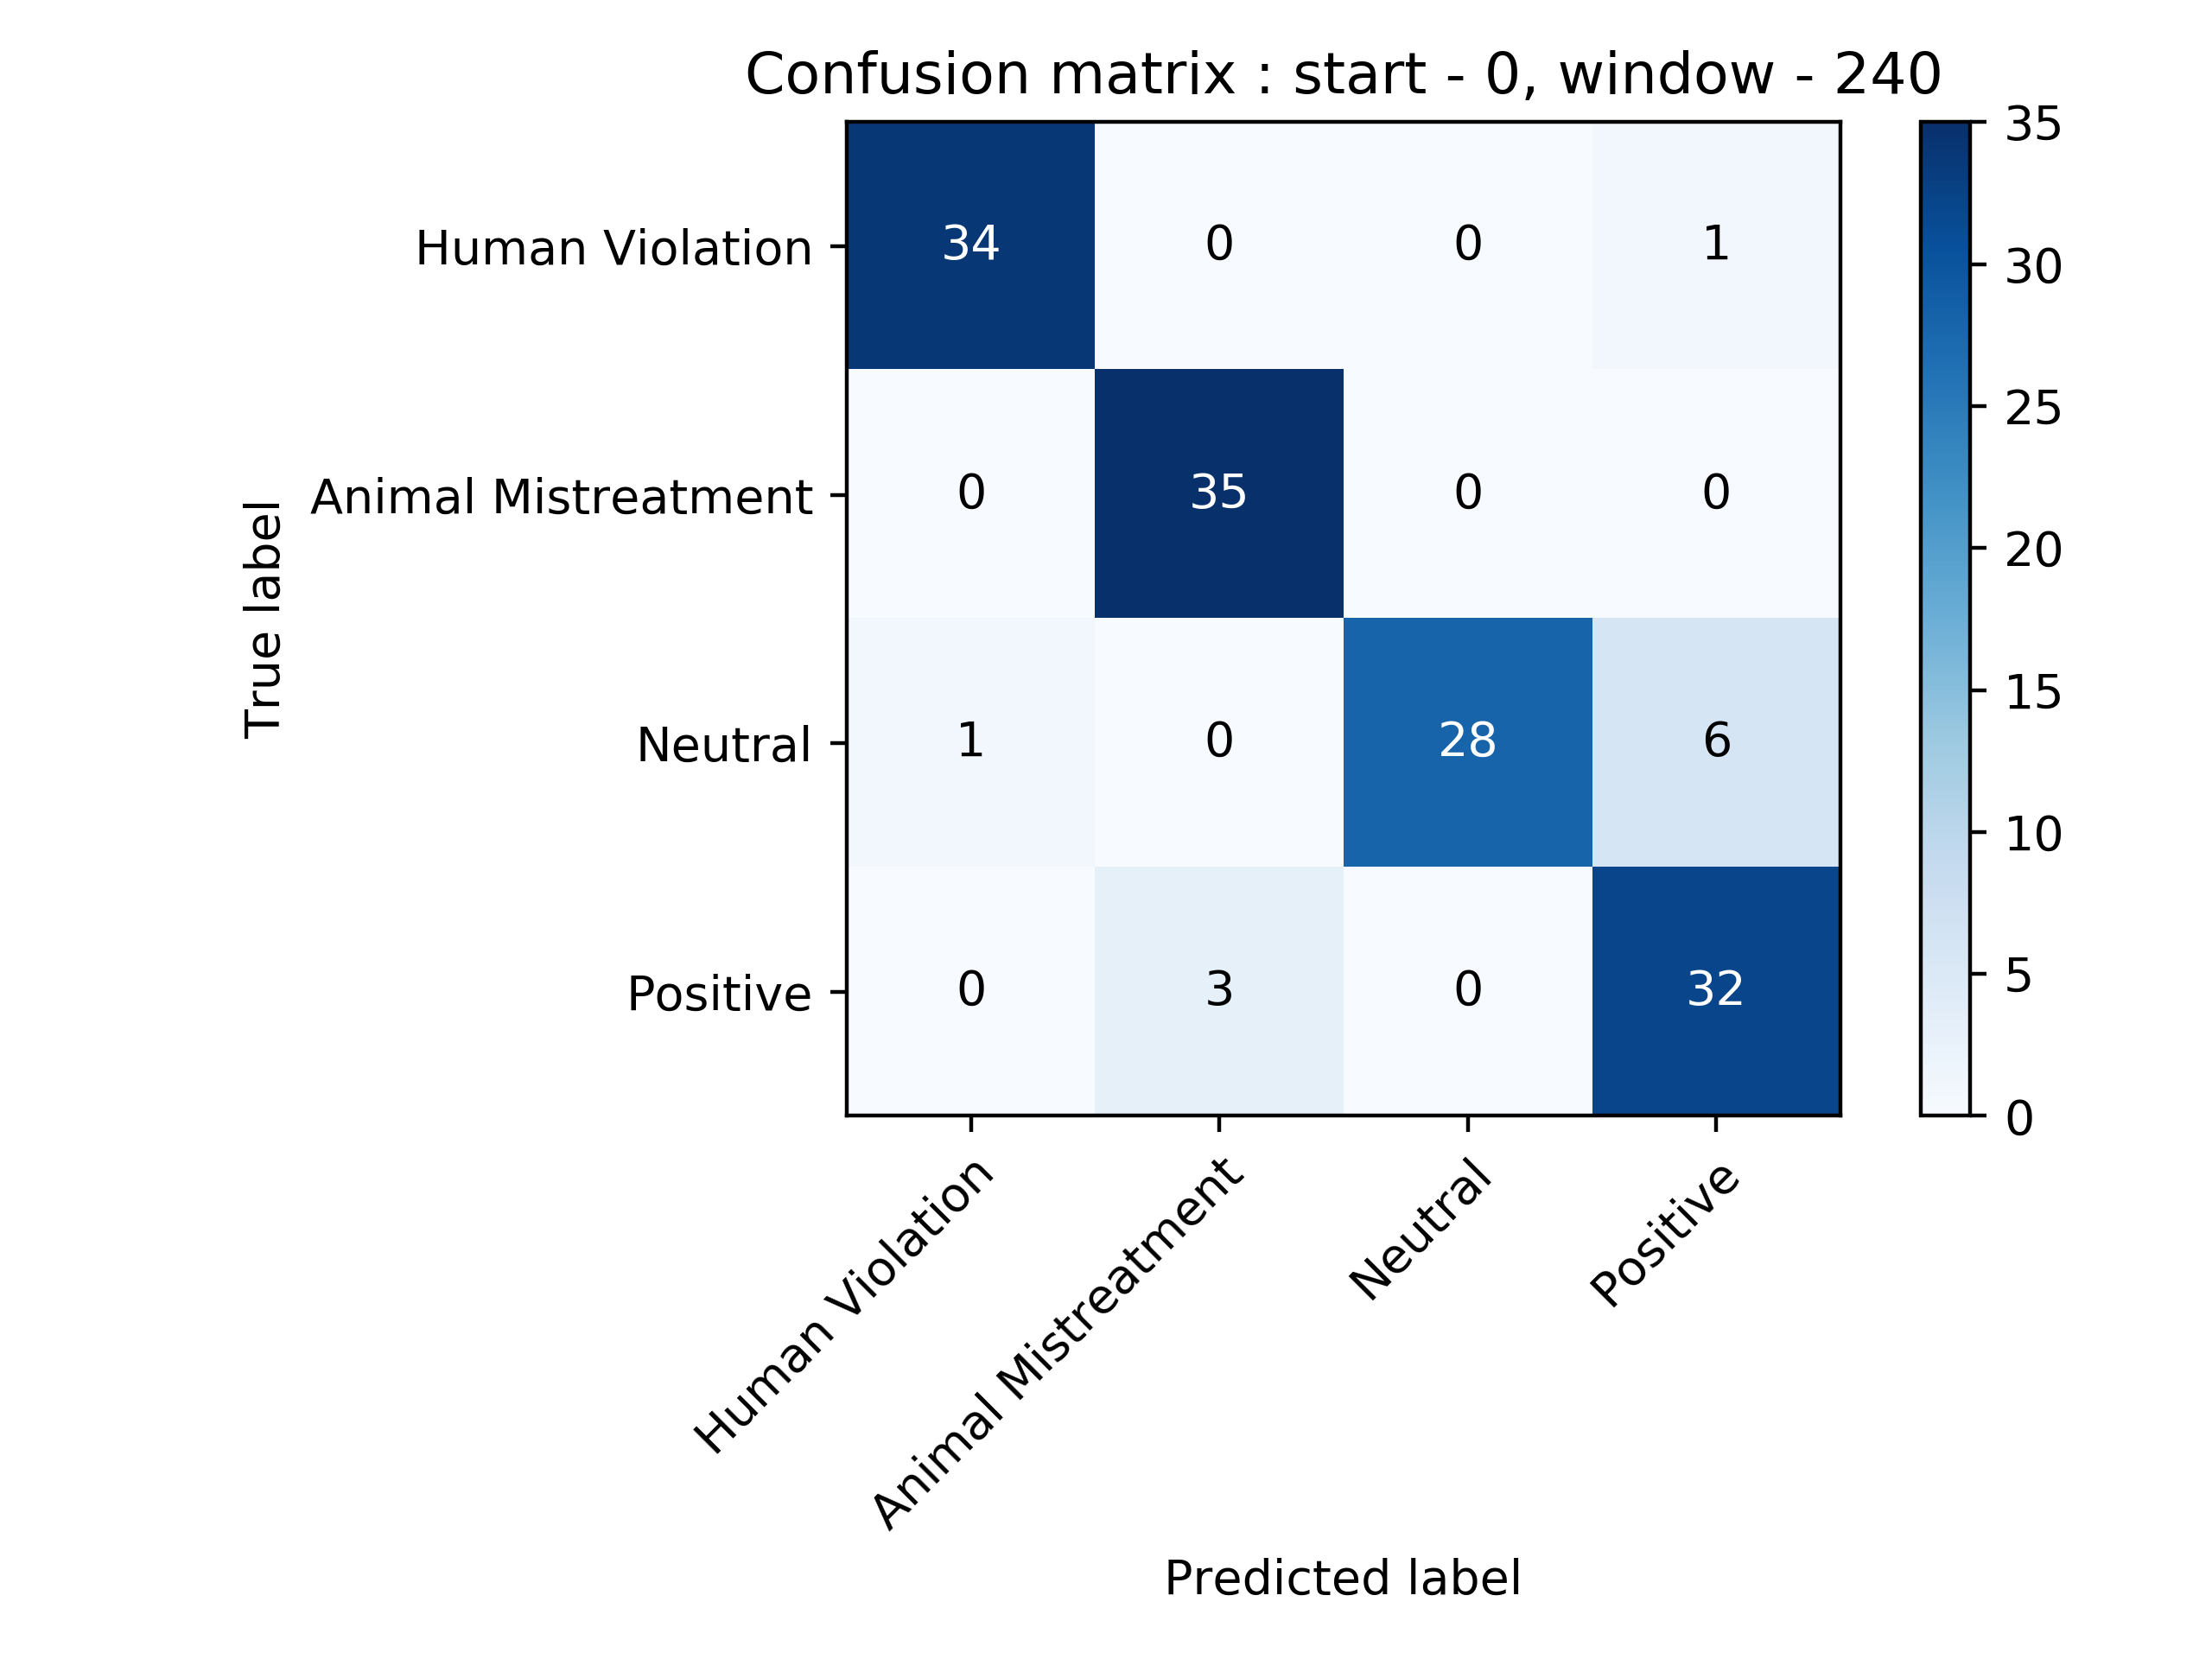 Confusion matrix : start - 0, window - 240
True label
Human Violation 34 0 0 1
Animal Mistreatment 0 35 0 0
Neutral 1 0 28 6
Positive 0 3 0 32
Human Violation
Animal Mistreatment
Neutral
Positive
Predicted label
35
30
25
20
15
10
5
0